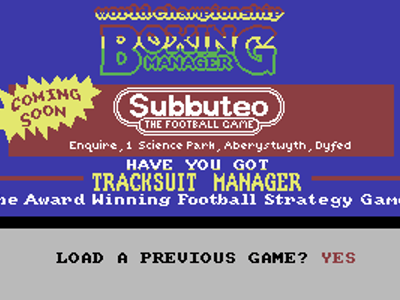 world championship
BOXING
MANAGER
COMING
SOON
Subbuteo
THE FOOTBALL GAME
Enquire, 1 Science Park, Aberystwyth, Dyfed
HAVE YOU GOT
TRACKSUIT MANAGER
he Award Winning Football Strategy Game
LOAD A PREVIOUS GAME? YES